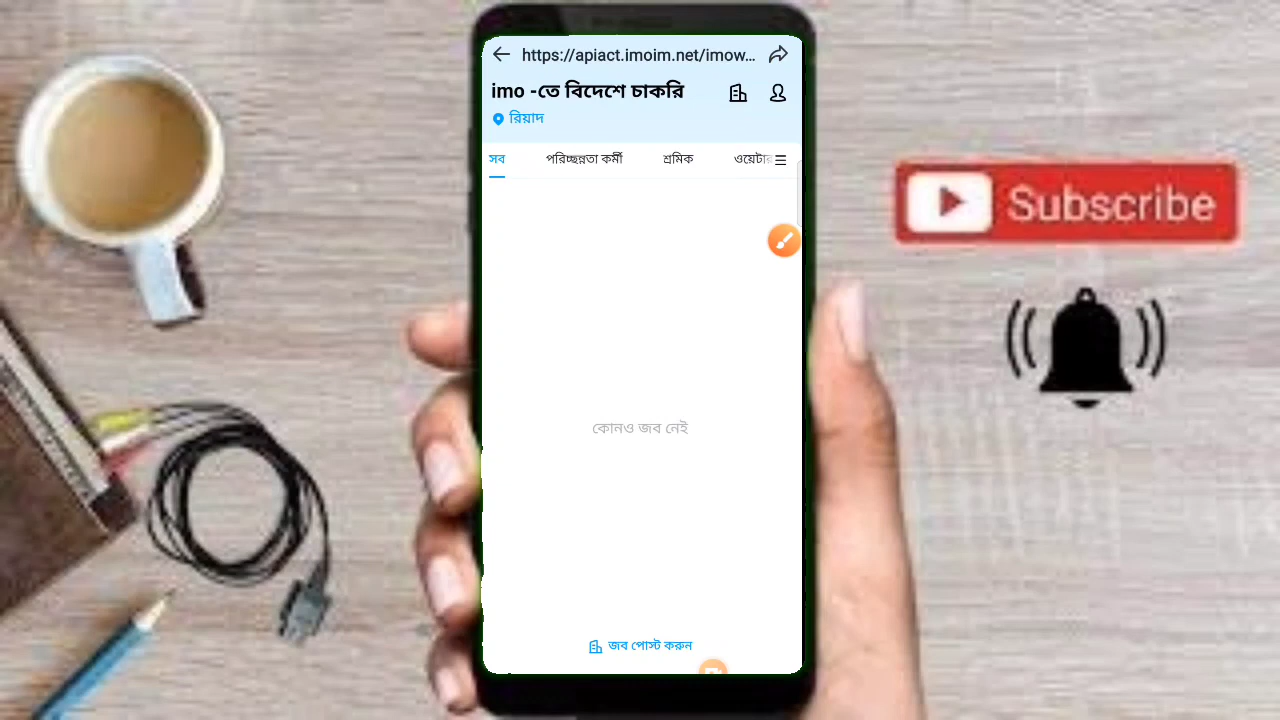 https://apiact.imoim.net/imow...
imo -তে বিদেশে চাকরি
রিয়াদ
সব পরিচ্ছন্নতা কর্মী শ্রমিক
কোনও জব নেই
জব পোস্ট করুন
Subscribe